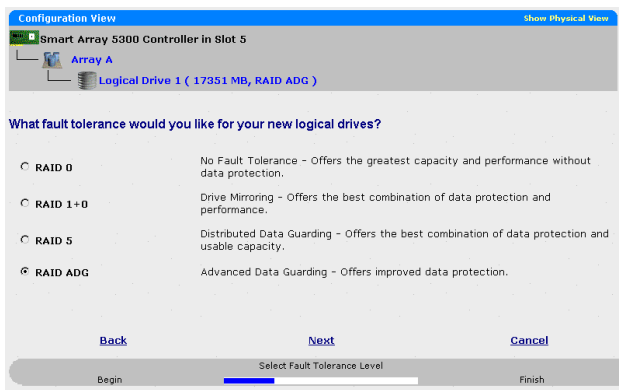 Configuration View
Show Physical View
Smart Array 5300 Controller in Slot 5
Array A
Logical Drive 1 ( 17351 MB, RAID ADG )
What fault tolerance would you like for your new logical drives?
RAID 0
No Fault Tolerance - Offers the greatest capacity and performance without
data protection.
RAID 1+0
Drive Mirroring - Offers the best combination of data protection and
performance.
RAID 5
Distributed Data Guarding - Offers the best combination of data protection and
usable capacity.
RAID ADG
Advanced Data Guarding - Offers improved data protection.
Back
Next
Cancel
Select Fault Tolerance Level
Begin
Finish